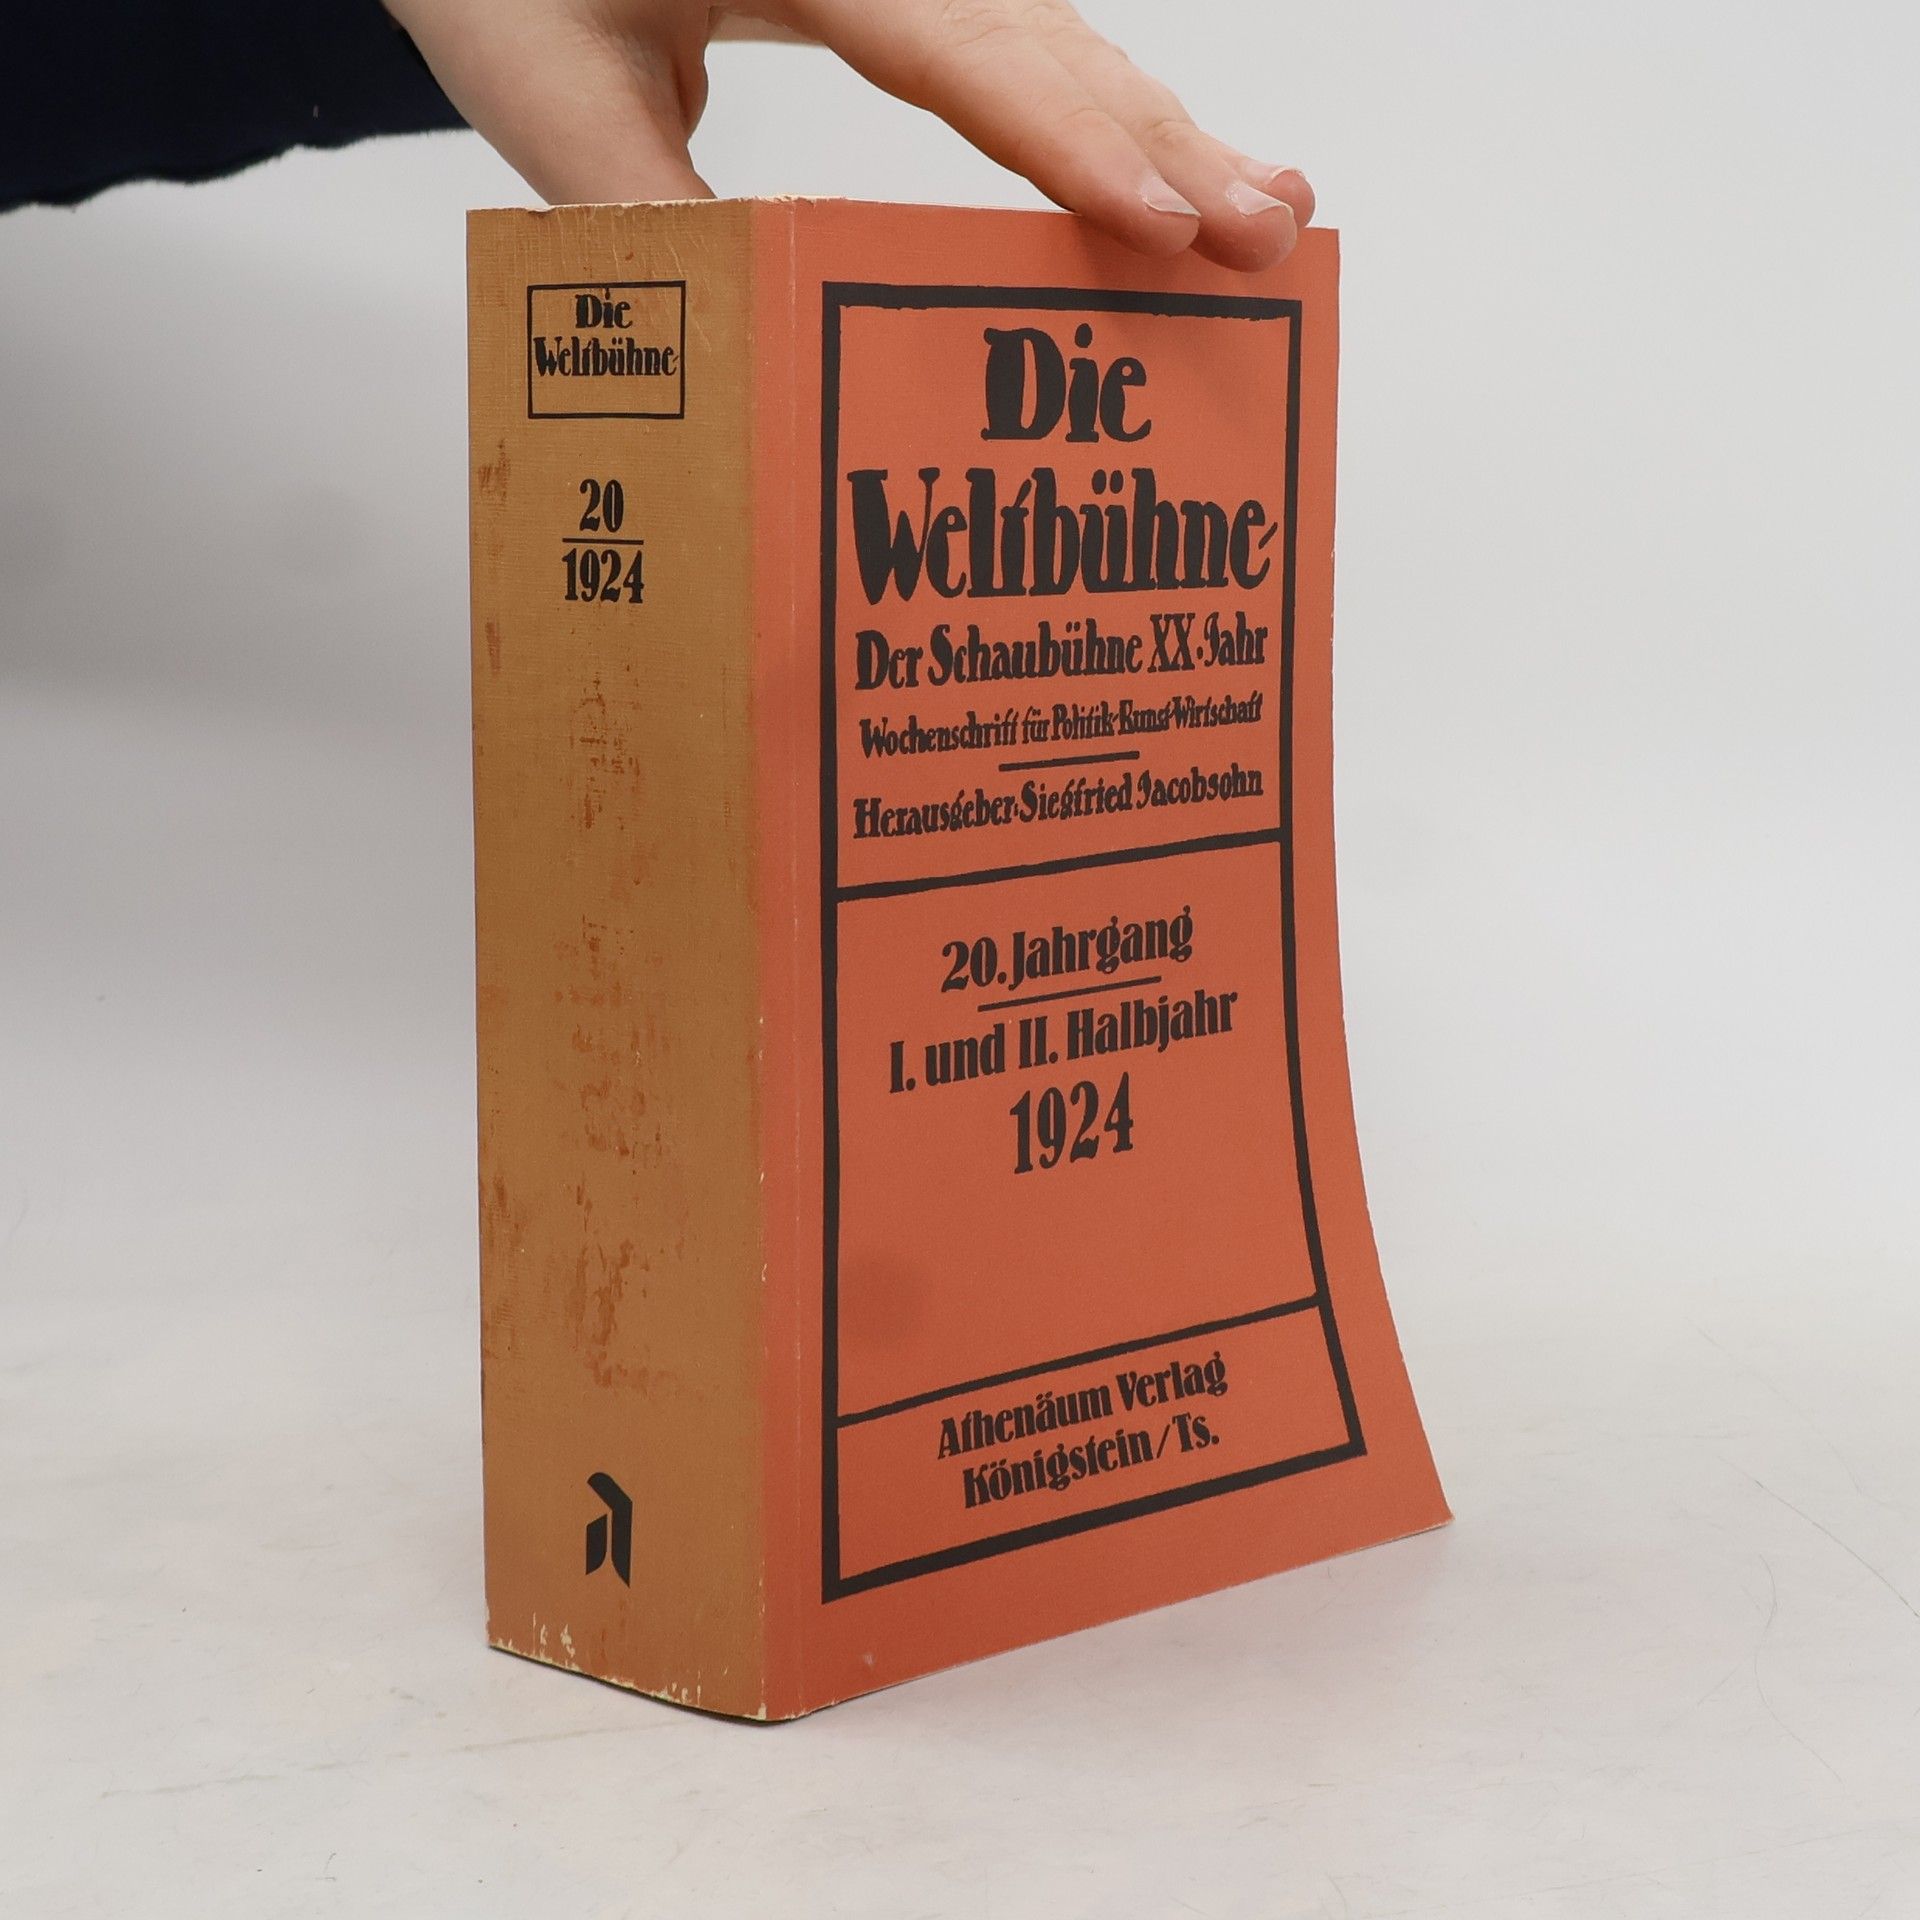 Die
Weltbühne
20
1924
Die
Weltbühne
Der Schaubühne XX. Jahr
Wochenschrift für Politik-Kunst-Wirtschaft
Herausgeber: Siegfried Jacobsohn
20. Jahrgang
I. und II. Halbjahr
1924
Athenäum Verlag
Königstein/Ts.